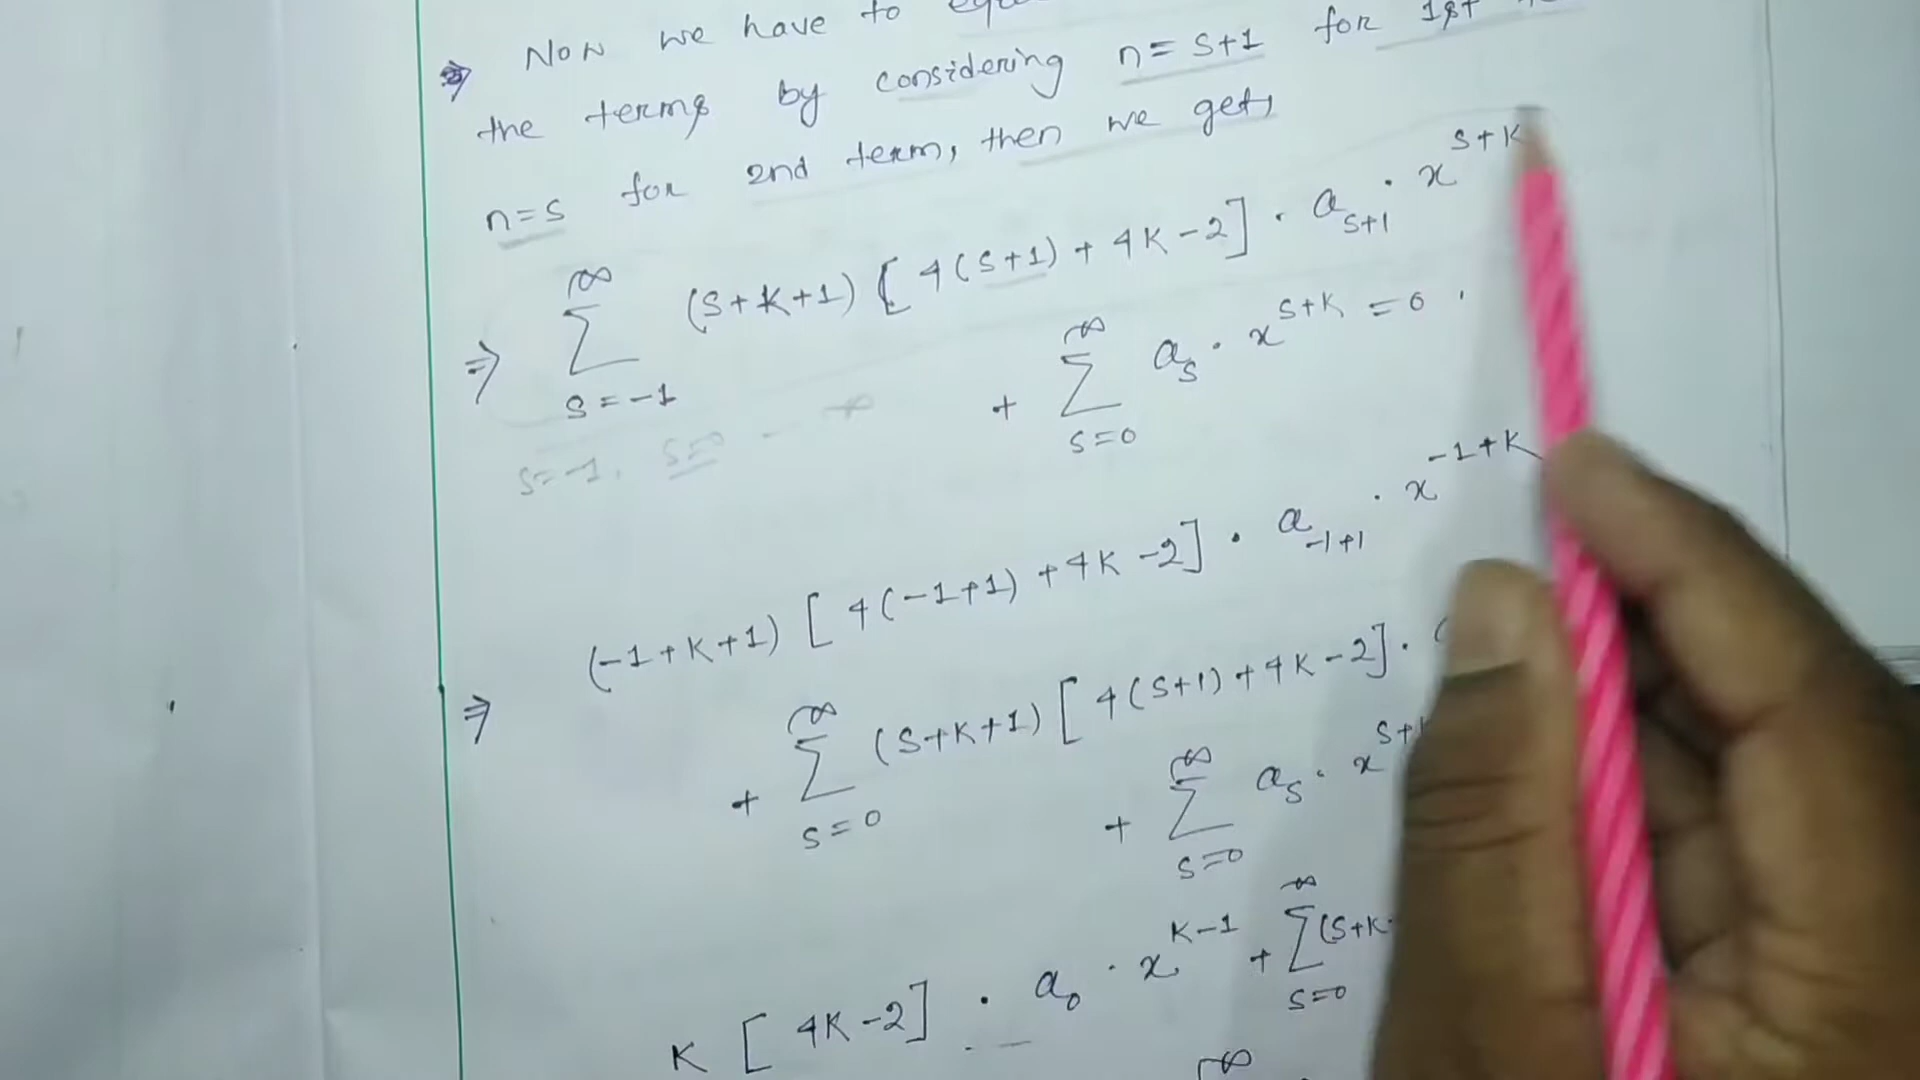 ⇒ Now we have to
the terms by considering n = s+1 for 1st
n=s for 2nd term, then we get,
⇒ ∑_{s=-1}^{∞} (s+k+1) [4(s+1) + 4k-2] · a_{s+1} · x^{s+k}
+ ∑_{s=0}^{∞} a_s · x^{s+k} = 0 .
s=-1, s=0 - ∞
⇒ (-1+k+1) [4(-1+1) + 4k-2] · a_{-1+1} · x^{-1+k}
+ ∑_{s=0}^{∞} (s+k+1) [4(s+1) + 4k-2] ·
+ ∑_{s=0}^{∞} a_s · x^{s+k}
k [4k-2] · a_0 · x^{k-1} + ∑_{s=0}^{∞} (s+k
∞